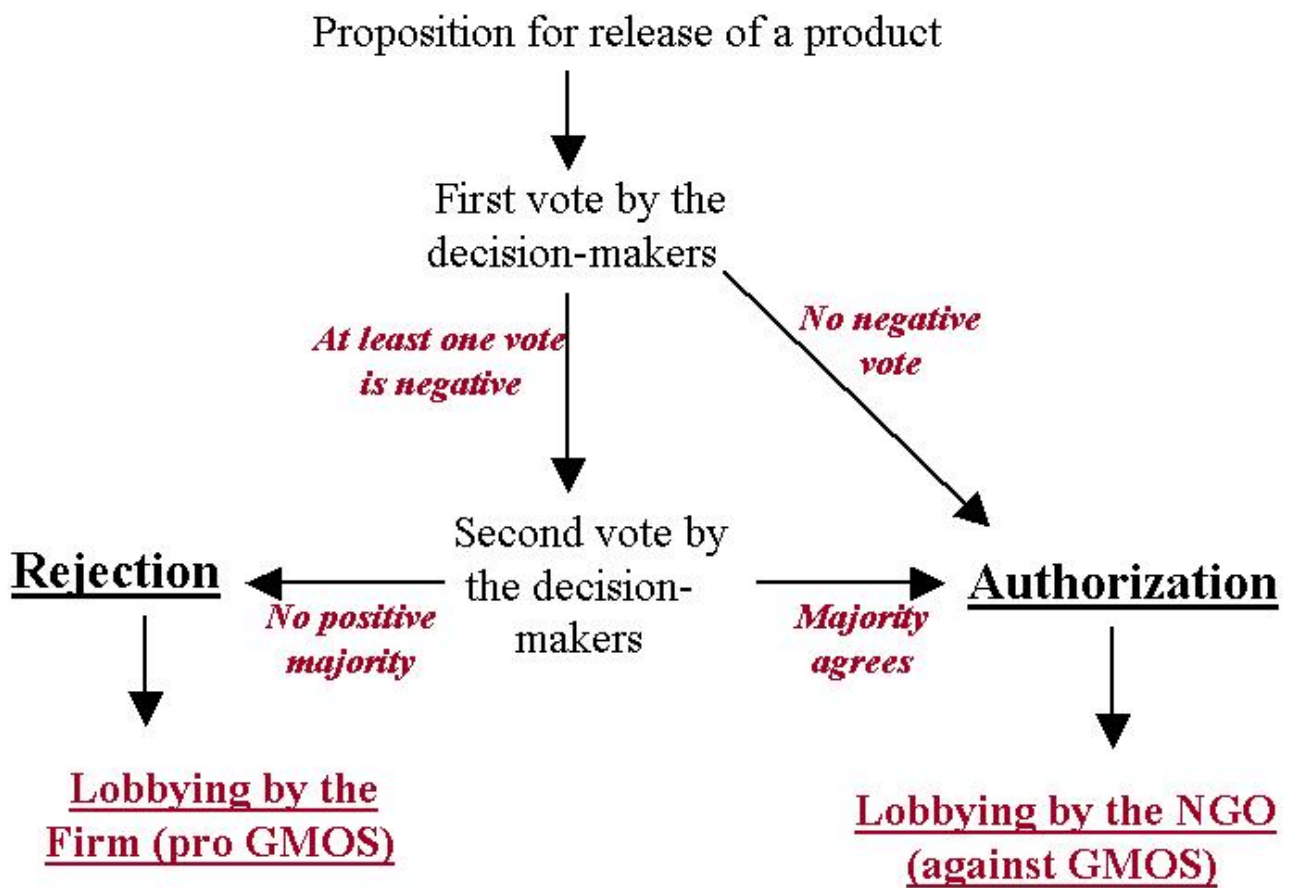 Proposition for release of a product
First vote by the
decision-makers
At least one vote
is negative
No negative
vote
Second vote by
the decision-
makers
Rejection
No positive
majority
Majority
agrees
Authorization
Lobbying by the
Firm (pro GMOS)
Lobbying by the NGO
(against GMOS)